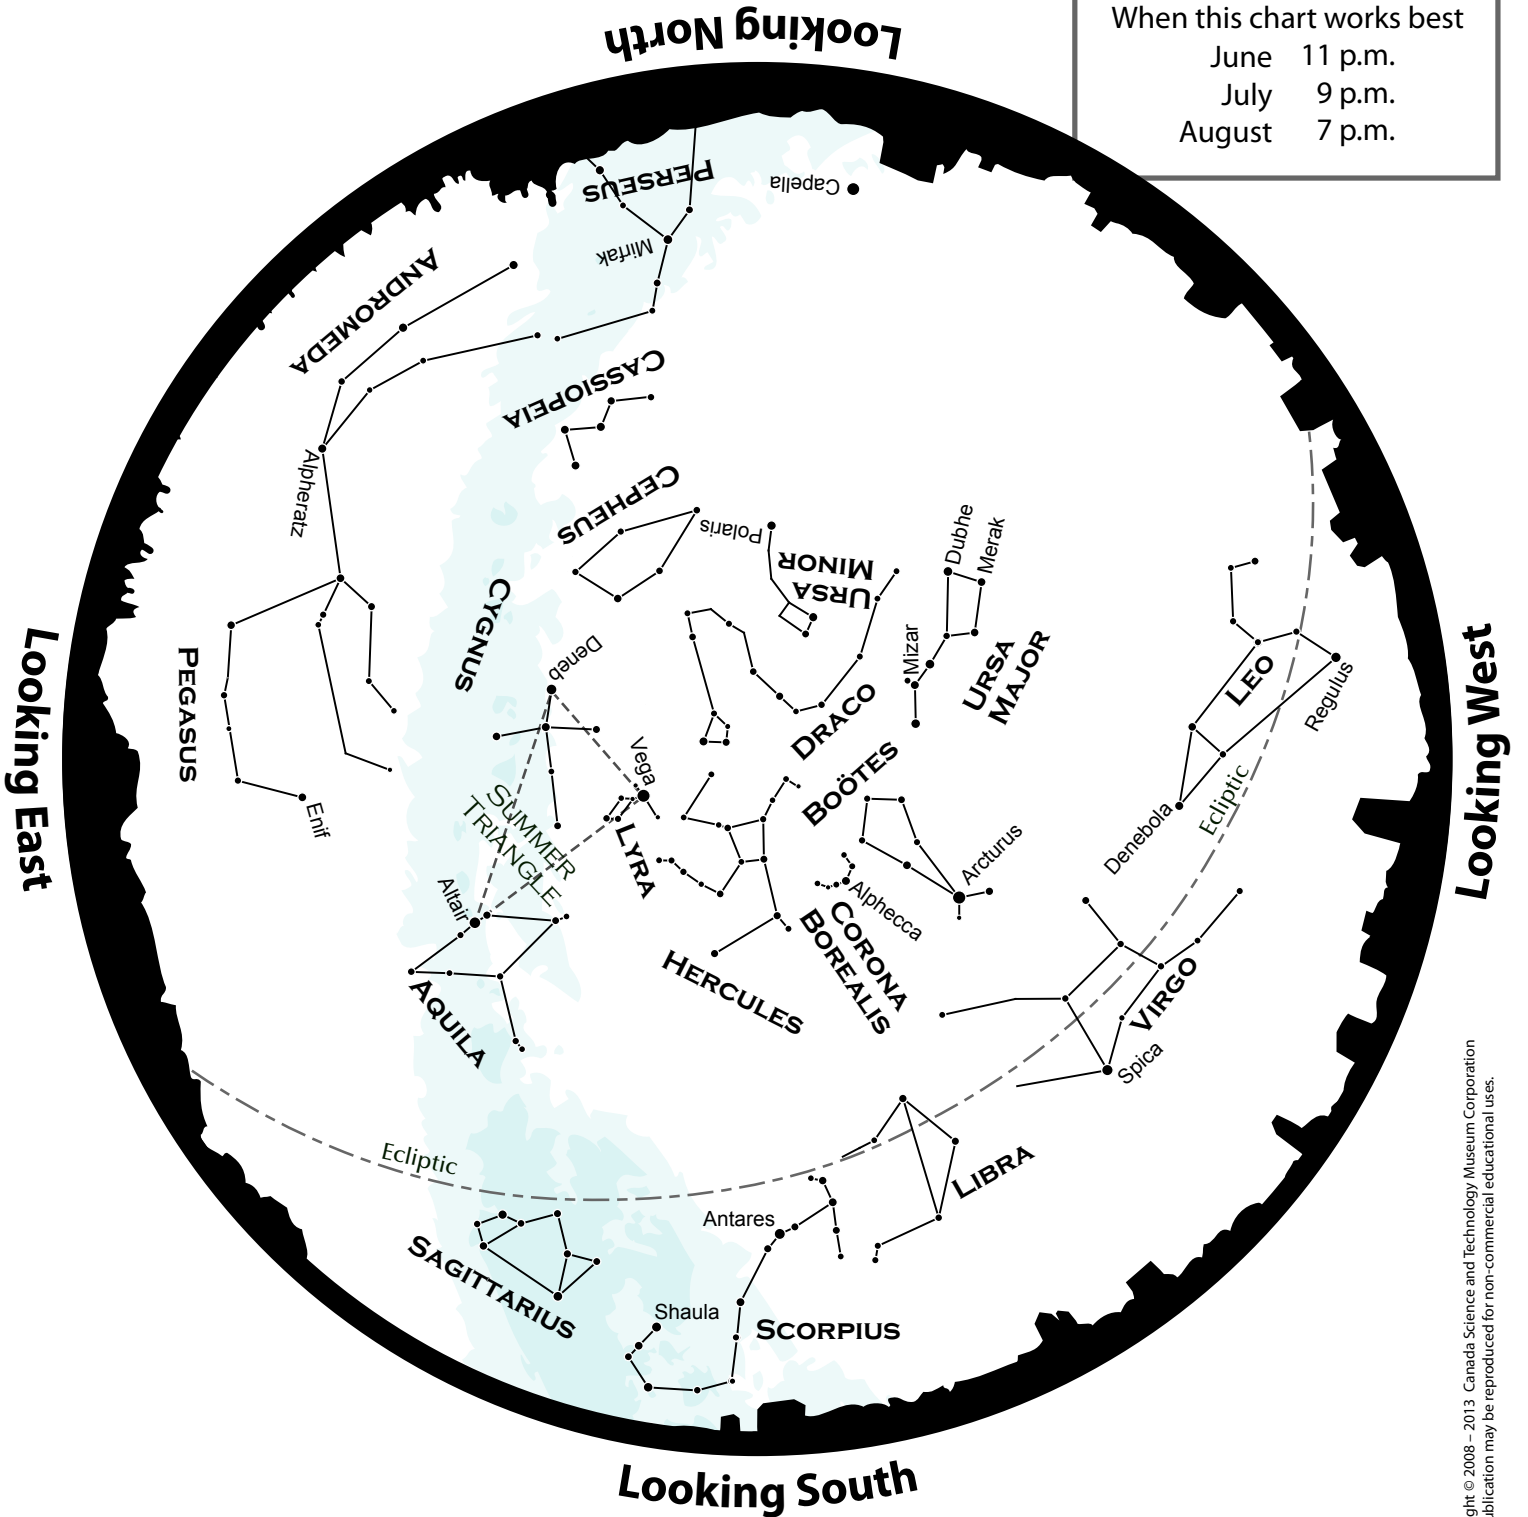 Looking North
When this chart works best
June 11 p.m.
July 9 p.m.
August 7 p.m.
PERSEUS
Capella
Mirfak
ANDROMEDA
CASSIOPEIA
Alpheratz
CEPHEUS
Polaris
URSA
MINOR
Dubhe
Merak
CYGNUS
Deneb
Mizar
URSA
MAJOR
LEO
Regulus
Looking East
PEGASUS
Enif
Vega
DRACO
BOÖTES
Denebola
Ecliptic
Looking West
SUMMER
TRIANGLE
LYRA
Altair
Arcturus
Alphecca
CORONA
BOREALIS
HERCULES
AQUILA
VIRGO
Spica
Ecliptic
LIBRA
Antares
SAGITTARIUS
Shaula
SCORPIUS
Looking South
2008 – 2013 Canada Science and Technology Museum Corporation
may be reproduced for non-commercial educational uses.